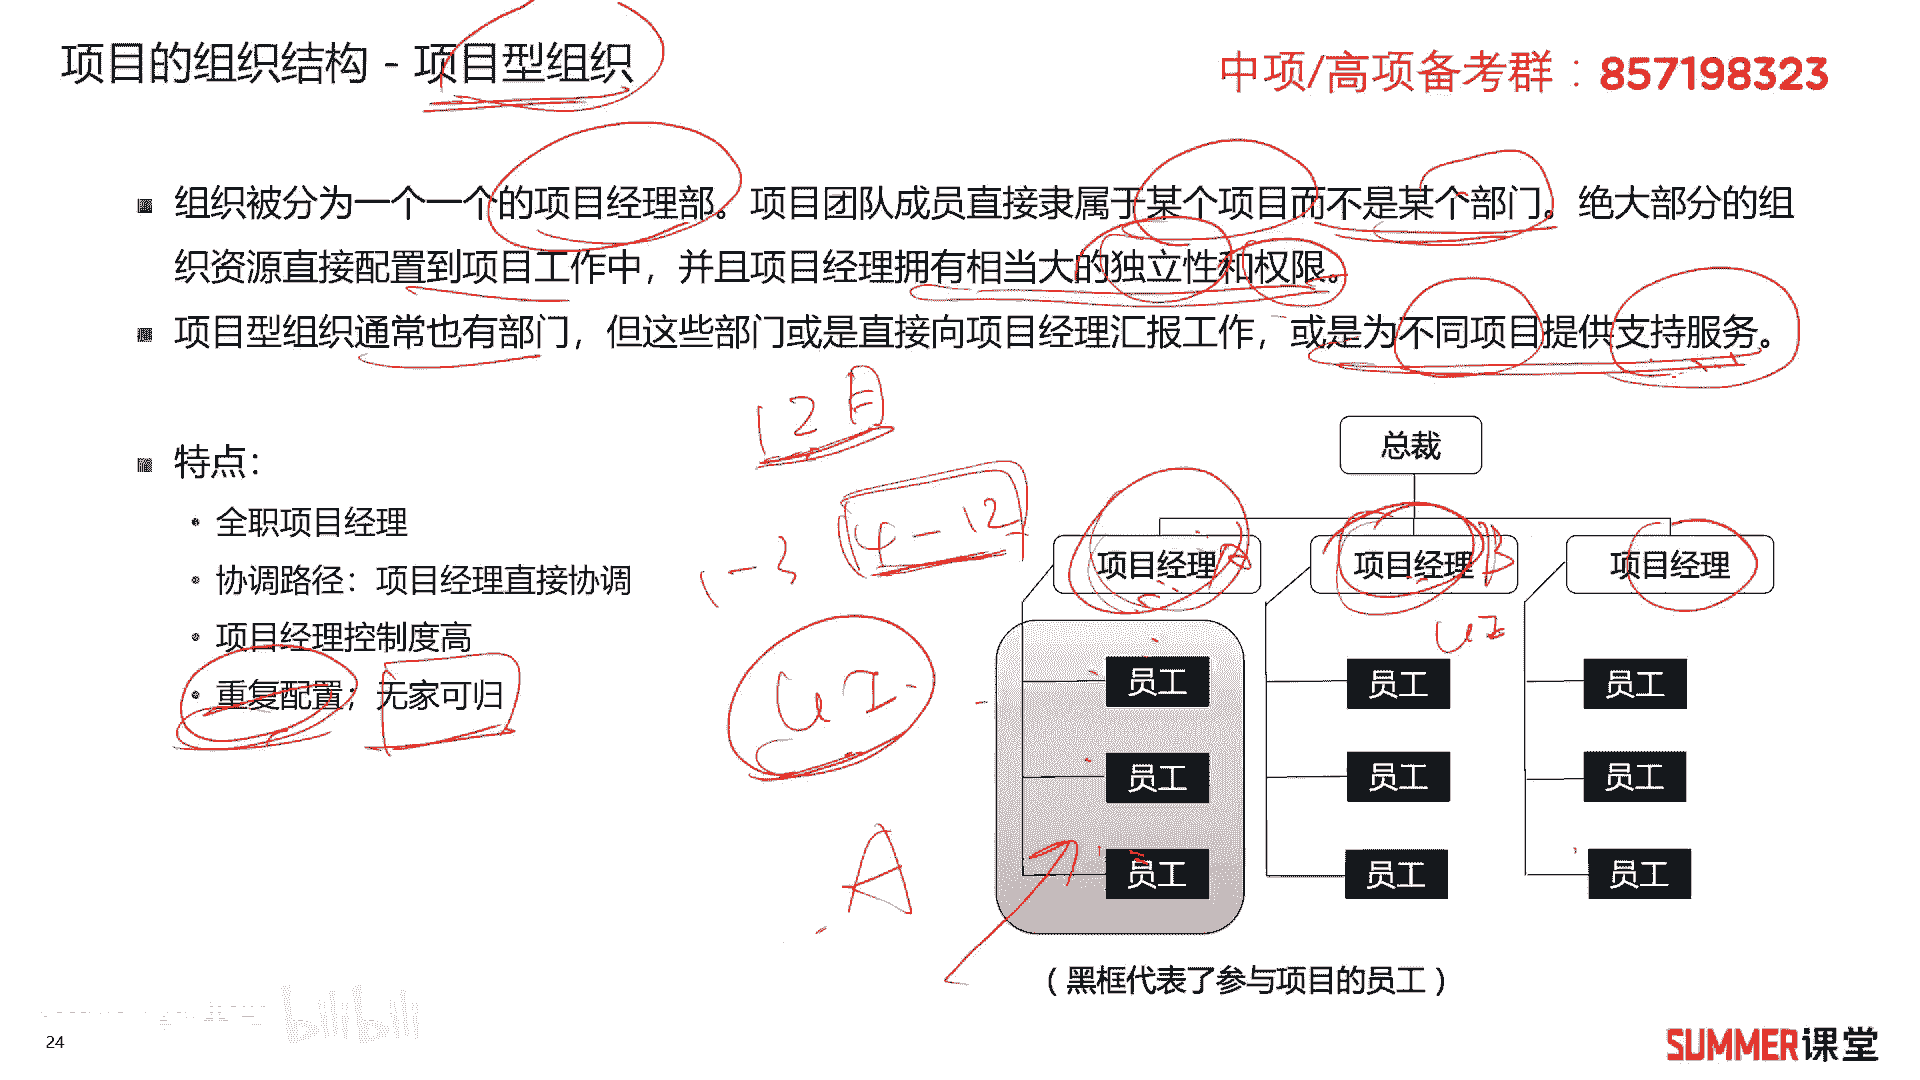 项目的组织结构 - 项目型组织
中项/高项备考群：857198323
组织被分为一个一个的项目经理部。项目团队成员直接隶属于某个项目而不是某个部门。绝大部分的组
织资源直接配置到项目工作中，并且项目经理拥有相当大的独立性和权限。
项目型组织通常也有部门，但这些部门或是直接向项目经理汇报工作，或是为不同项目提供支持服务。
12月
特点：
全职项目经理
协调路径：项目经理直接协调
项目经理控制度高
重复配置；无家可归
1-3
4-12
UI
A
总裁
项目经理 A
项目经理 B
项目经理
UI
员工 员工 员工
员工 员工 员工
员工 员工 员工
（黑框代表了参与项目的员工）
bilibili
24
SUMMER课堂